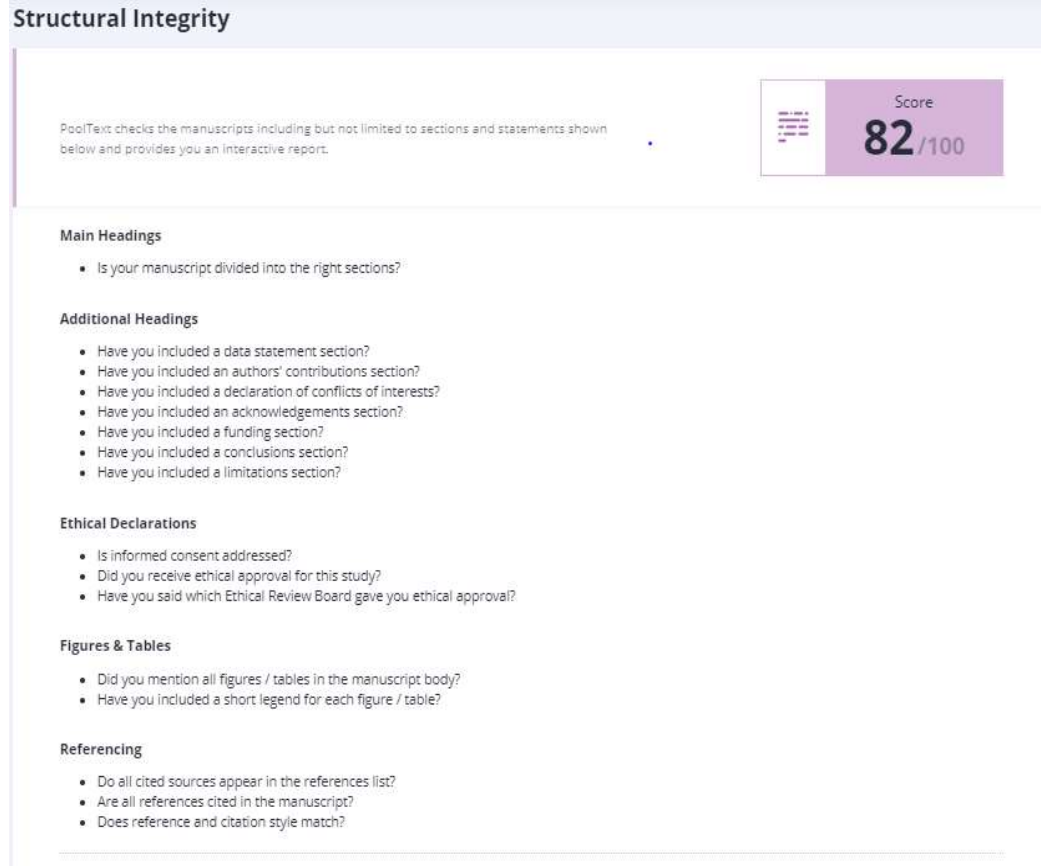 Structural Integrity
PoolText checks the manuscripts including but not limited to sections and statements shown
below and provides you an interactive report.
Score
82/100
Main Headings
• Is your manuscript divided into the right sections?
Additional Headings
• Have you included a data statement section?
• Have you included an authors' contributions section?
• Have you included a declaration of conflicts of interests?
• Have you included an acknowledgements section?
• Have you included a funding section?
• Have you included a conclusions section?
• Have you included a limitations section?
Ethical Declarations
• Is informed consent addressed?
• Did you receive ethical approval for this study?
• Have you said which Ethical Review Board gave you ethical approval?
Figures & Tables
• Did you mention all figures / tables in the manuscript body?
• Have you included a short legend for each figure / table?
Referencing
• Do all cited sources appear in the references list?
• Are all references cited in the manuscript?
• Does reference and citation style match?